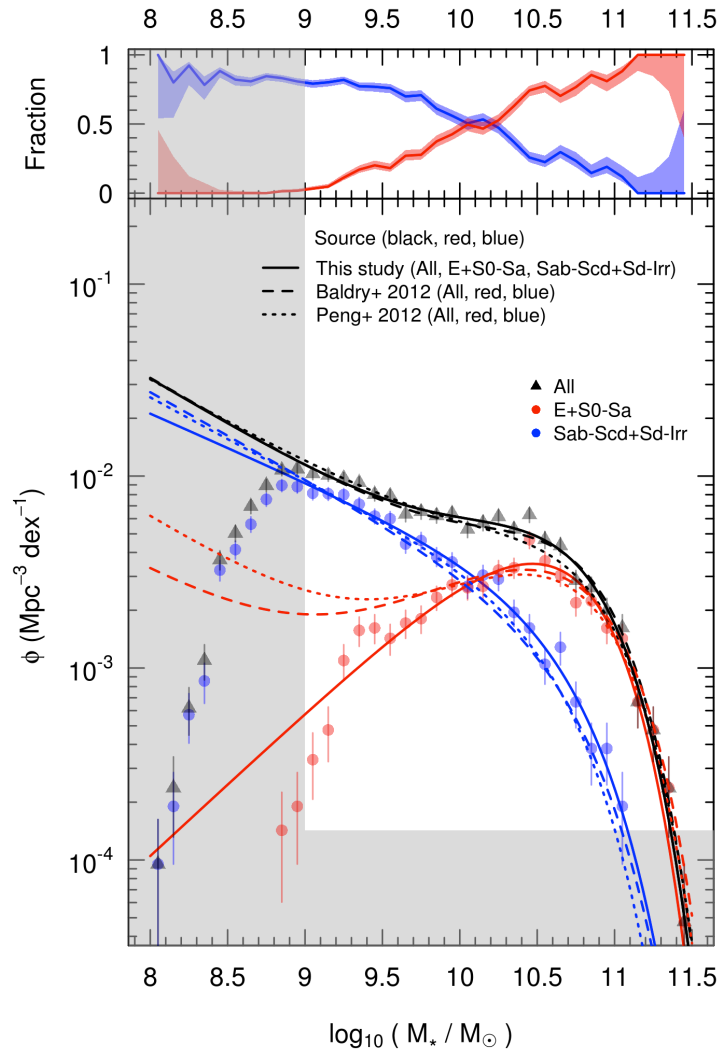 8 8.5 9 9.5 10 10.5 11 11.5
1
0.5
0
Fraction
Source (black, red, blue)
This study (All, E+S0-Sa, Sab-Scd+Sd-Irr)
Baldry+ 2012 (All, red, blue)
Peng+ 2012 (All, red, blue)
All
E+S0-Sa
Sab-Scd+Sd-Irr
10⁻¹
10⁻²
10⁻³
10⁻⁴
ϕ (Mpc⁻³ dex⁻¹)
8 8.5 9 9.5 10 10.5 11 11.5
log₁₀ ( M* / M☉ )